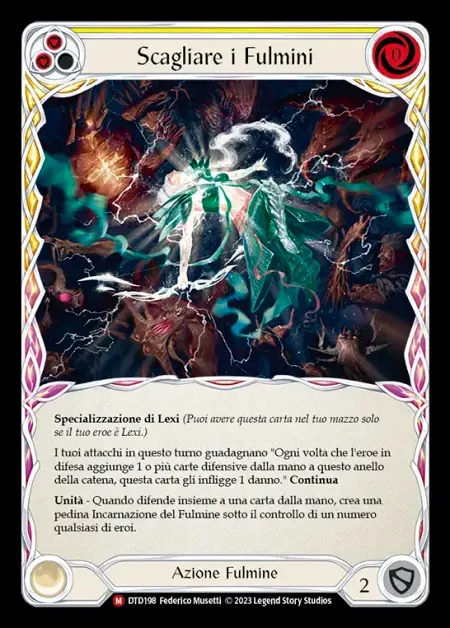 Scagliare i Fulmini
0
Specializzazione di Lexi (Puoi avere questa carta nel tuo mazzo solo
se il tuo eroe è Lexi.)
I tuoi attacchi in questo turno guadagnano "Ogni volta che l'eroe in
difesa aggiunge 1 o più carte difensive dalla mano a questo anello
della catena, questa carta gli infligge 1 danno." Continua
Unità - Quando difende insieme a una carta dalla mano, crea una
pedina Incarnazione del Fulmine sotto il controllo di un numero
qualsiasi di eroi.
Azione Fulmine
2
M DTD198 Federico Musetti © 2023 Legend Story Studios